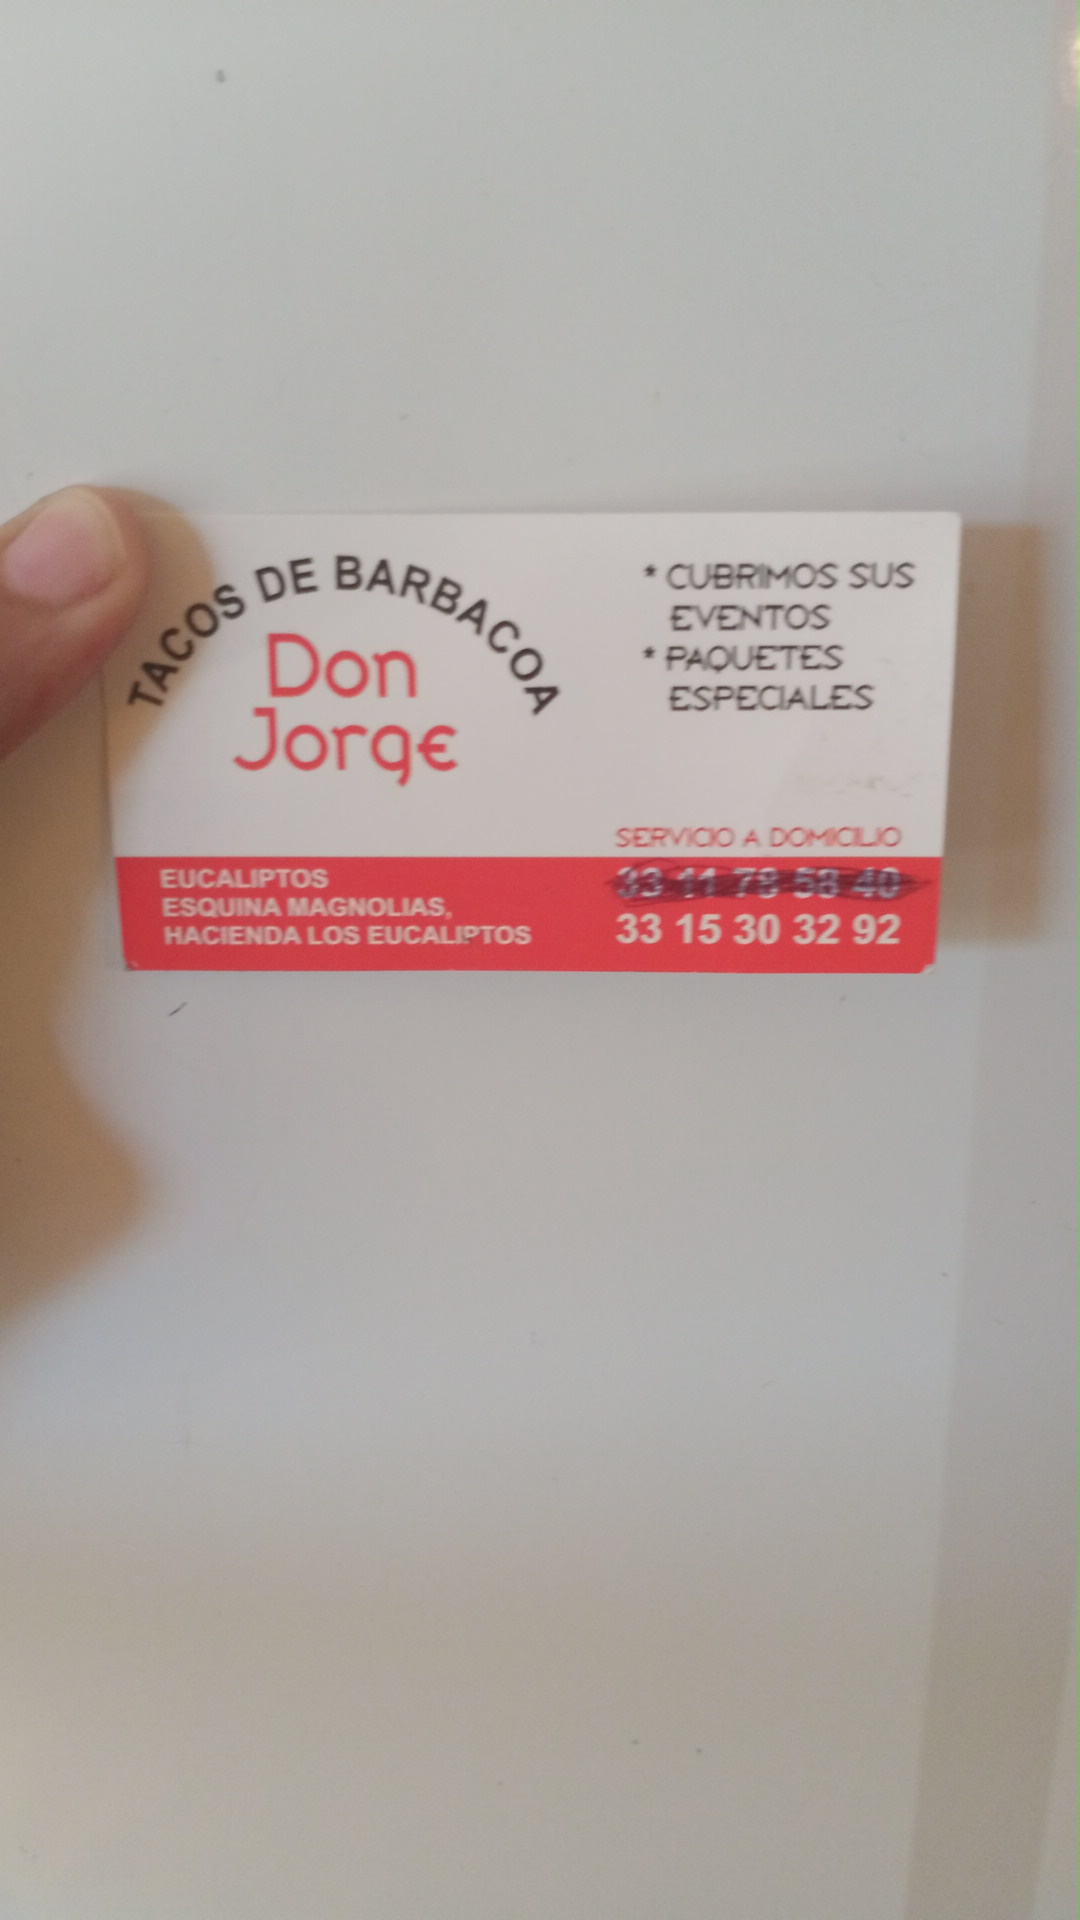 TACOS DE BARBACOA
Don
Jorge
* CUBRIMOS SUS
EVENTOS
* PAQUETES
ESPECIALES
SERVICIO A DOMICILIO
33 11 78 58 40
33 15 30 32 92
EUCALIPTOS
ESQUINA MAGNOLIAS,
HACIENDA LOS EUCALIPTOS